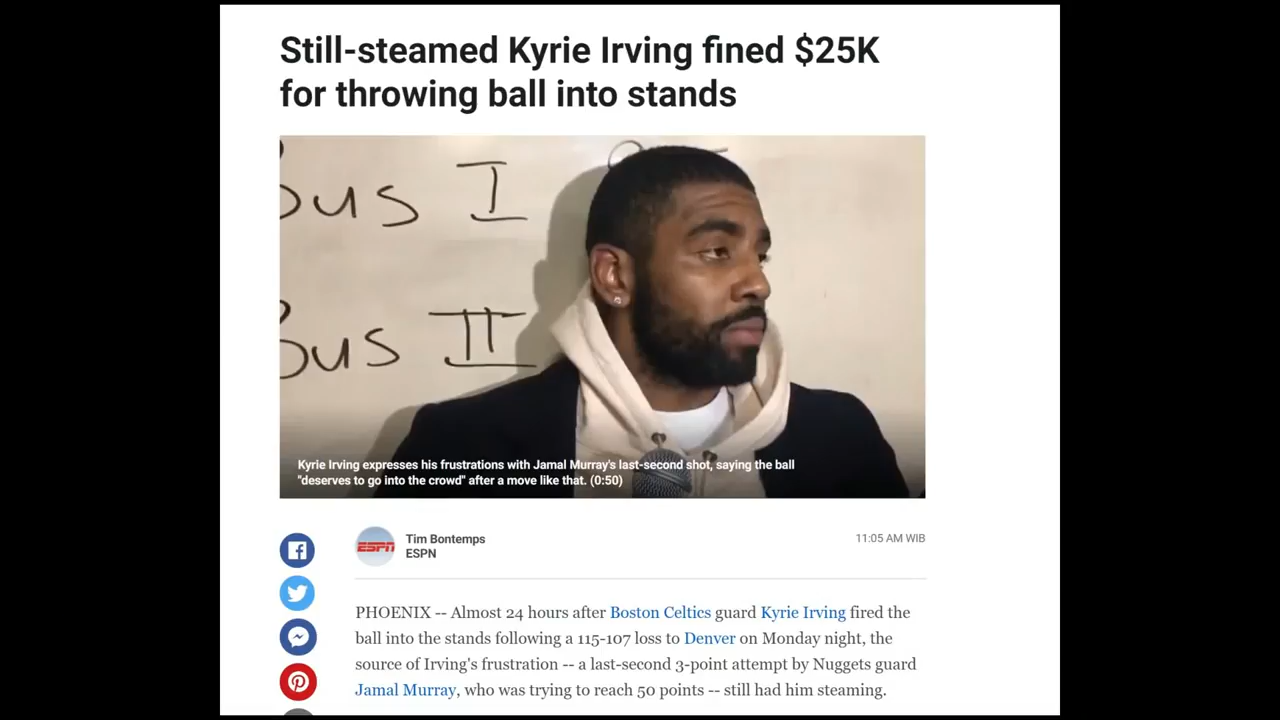 Still-steamed Kyrie Irving fined $25K
for throwing ball into stands
ous I
ous II
Kyrie Irving expresses his frustrations with Jamal Murray's last-second shot, saying the ball
"deserves to go into the crowd" after a move like that. (0:50)
ESPN
Tim Bontemps
ESPN
11:05 AM WIB
PHOENIX -- Almost 24 hours after Boston Celtics guard Kyrie Irving fired the
ball into the stands following a 115-107 loss to Denver on Monday night, the
source of Irving's frustration -- a last-second 3-point attempt by Nuggets guard
Jamal Murray, who was trying to reach 50 points -- still had him steaming.